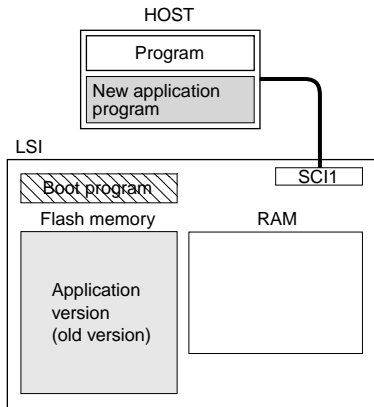 HOST
Program
New application
program
LSI
SCI1
Boot program
Flash memory
RAM
Application
version
(old version)